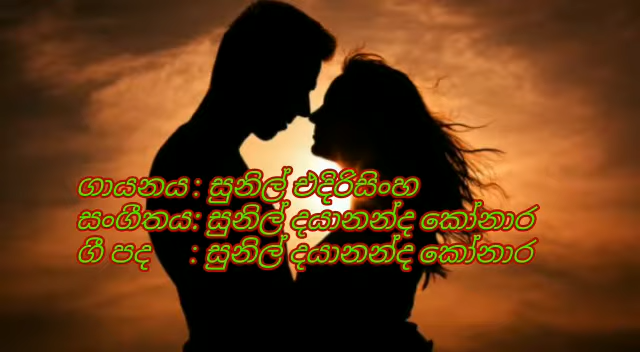 ගායනය : සුනිල් එදිරිසිංහ
සංගීතය: සුනිල් දයානන්ද කෝනාර
ගී පද : සුනිල් දයානන්ද කෝනාර